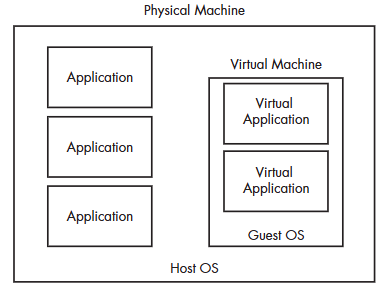 Physical Machine
Application
Application
Application
Virtual Machine
Virtual
Application
Virtual
Application
Guest OS
Host OS